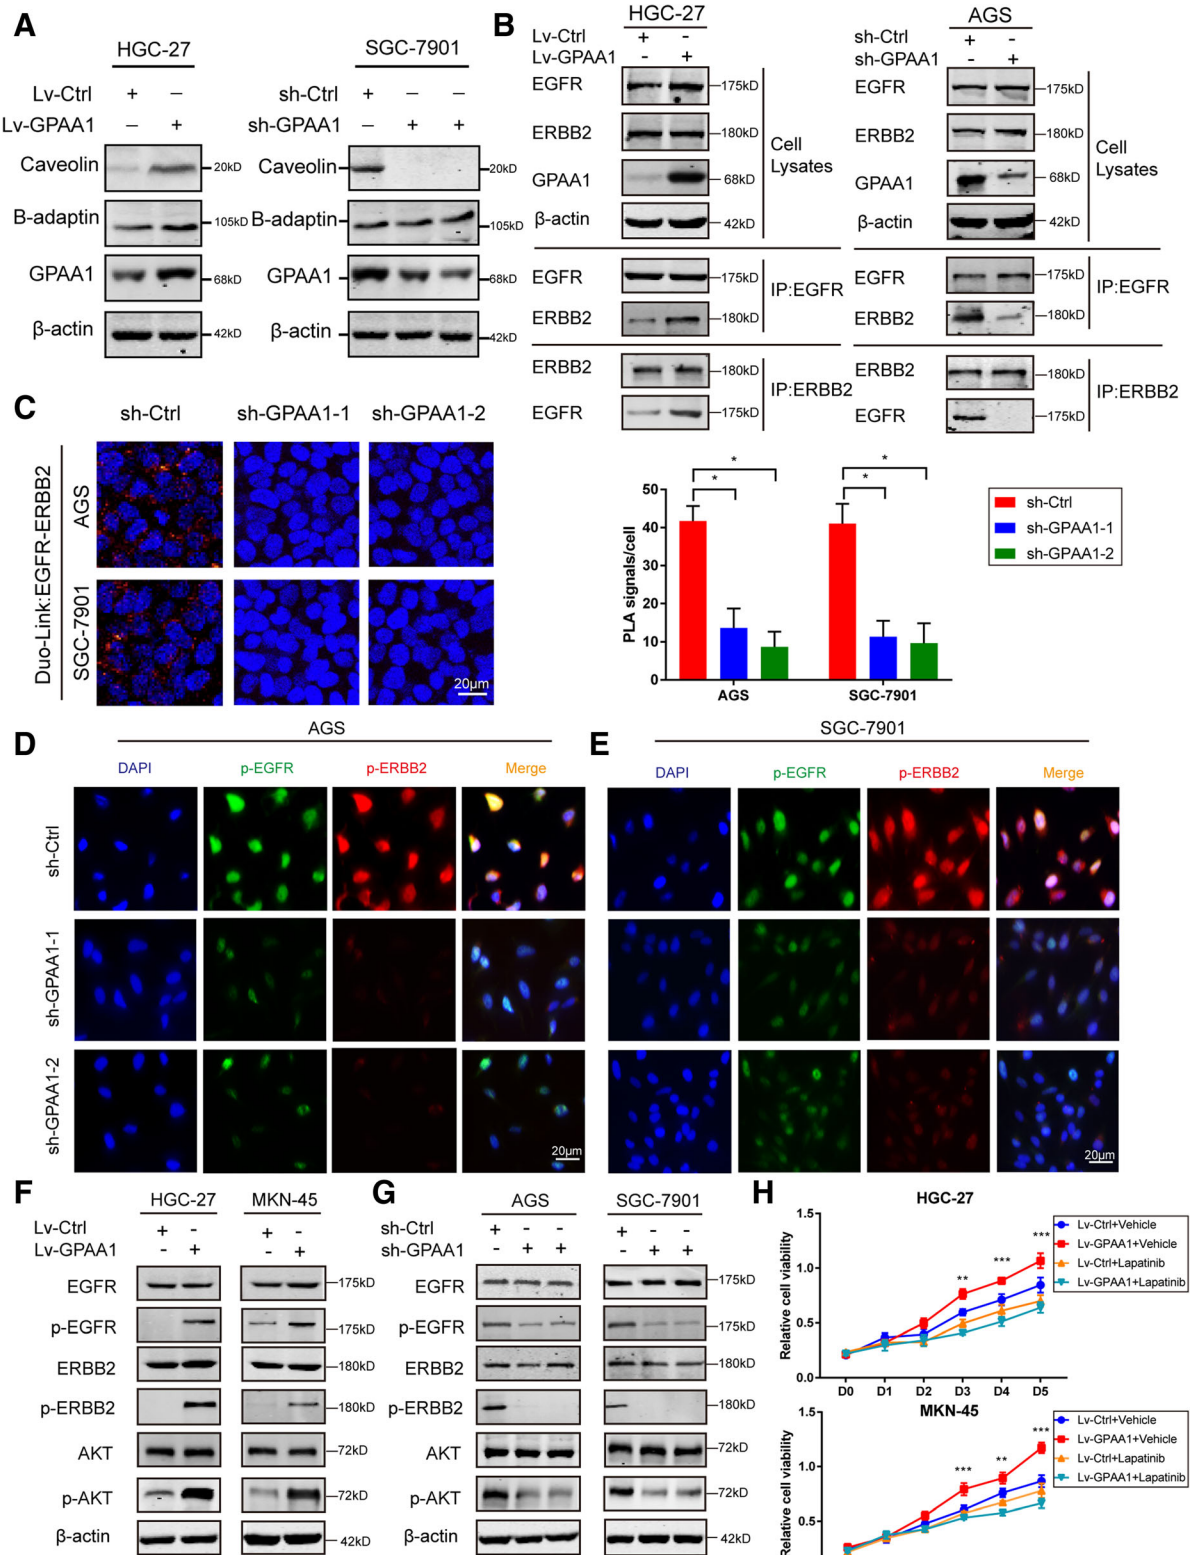 A
HGC-27
SGC-7901
Lv-Ctrl + –
Lv-GPAA1 – +
sh-Ctrl + – –
sh-GPAA1 – + +
Caveolin 20kD
B-adaptin 105kD
GPAA1 68kD
β-actin 42kD
Caveolin 20kD
B-adaptin 105kD
GPAA1 68kD
β-actin 42kD
B
HGC-27
Lv-Ctrl + -
Lv-GPAA1 - +
EGFR 175kD
ERBB2 180kD
GPAA1 68kD
β-actin 42kD
Cell
Lysates
EGFR 175kD
ERBB2 180kD
IP:EGFR
ERBB2 180kD
EGFR 175kD
IP:ERBB2
AGS
sh-Ctrl + -
sh-GPAA1 - +
EGFR 175kD
ERBB2 180kD
GPAA1 68kD
β-actin 42kD
Cell
Lysates
EGFR 175kD
ERBB2 180kD
IP:EGFR
ERBB2 180kD
EGFR 175kD
IP:ERBB2
C
sh-Ctrl sh-GPAA1-1 sh-GPAA1-2
Duo-Link:EGFR-ERBB2
AGS
SGC-7901
20μm
PLA signals/cell
50
40
30
20
10
0
* * * *
AGS SGC-7901
sh-Ctrl
sh-GPAA1-1
sh-GPAA1-2
D
AGS
DAPI p-EGFR p-ERBB2 Merge
sh-Ctrl
sh-GPAA1-1
sh-GPAA1-2
20μm
E
SGC-7901
DAPI p-EGFR p-ERBB2 Merge
20μm
F
HGC-27 MKN-45
Lv-Ctrl + - + -
Lv-GPAA1 - + - +
EGFR 175kD
p-EGFR 175kD
ERBB2 180kD
p-ERBB2 180kD
AKT 72kD
p-AKT 72kD
β-actin 42kD
G
AGS SGC-7901
sh-Ctrl + - - + - -
sh-GPAA1 - + + - + +
EGFR 175kD
p-EGFR 175kD
ERBB2 180kD
p-ERBB2 180kD
AKT 72kD
p-AKT 72kD
β-actin 42kD
H
HGC-27
Relative cell viability
1.5
1.0
0.5
0.0
** *** ***
D0 D1 D2 D3 D4 D5
Lv-Ctrl+Vehicle
Lv-GPAA1+Vehicle
Lv-Ctrl+Lapatinib
Lv-GPAA1+Lapatinib
MKN-45
Relative cell viability
1.5
1.0
0.5
*** ** ***
Lv-Ctrl+Vehicle
Lv-GPAA1+Vehicle
Lv-Ctrl+Lapatinib
Lv-GPAA1+Lapatinib